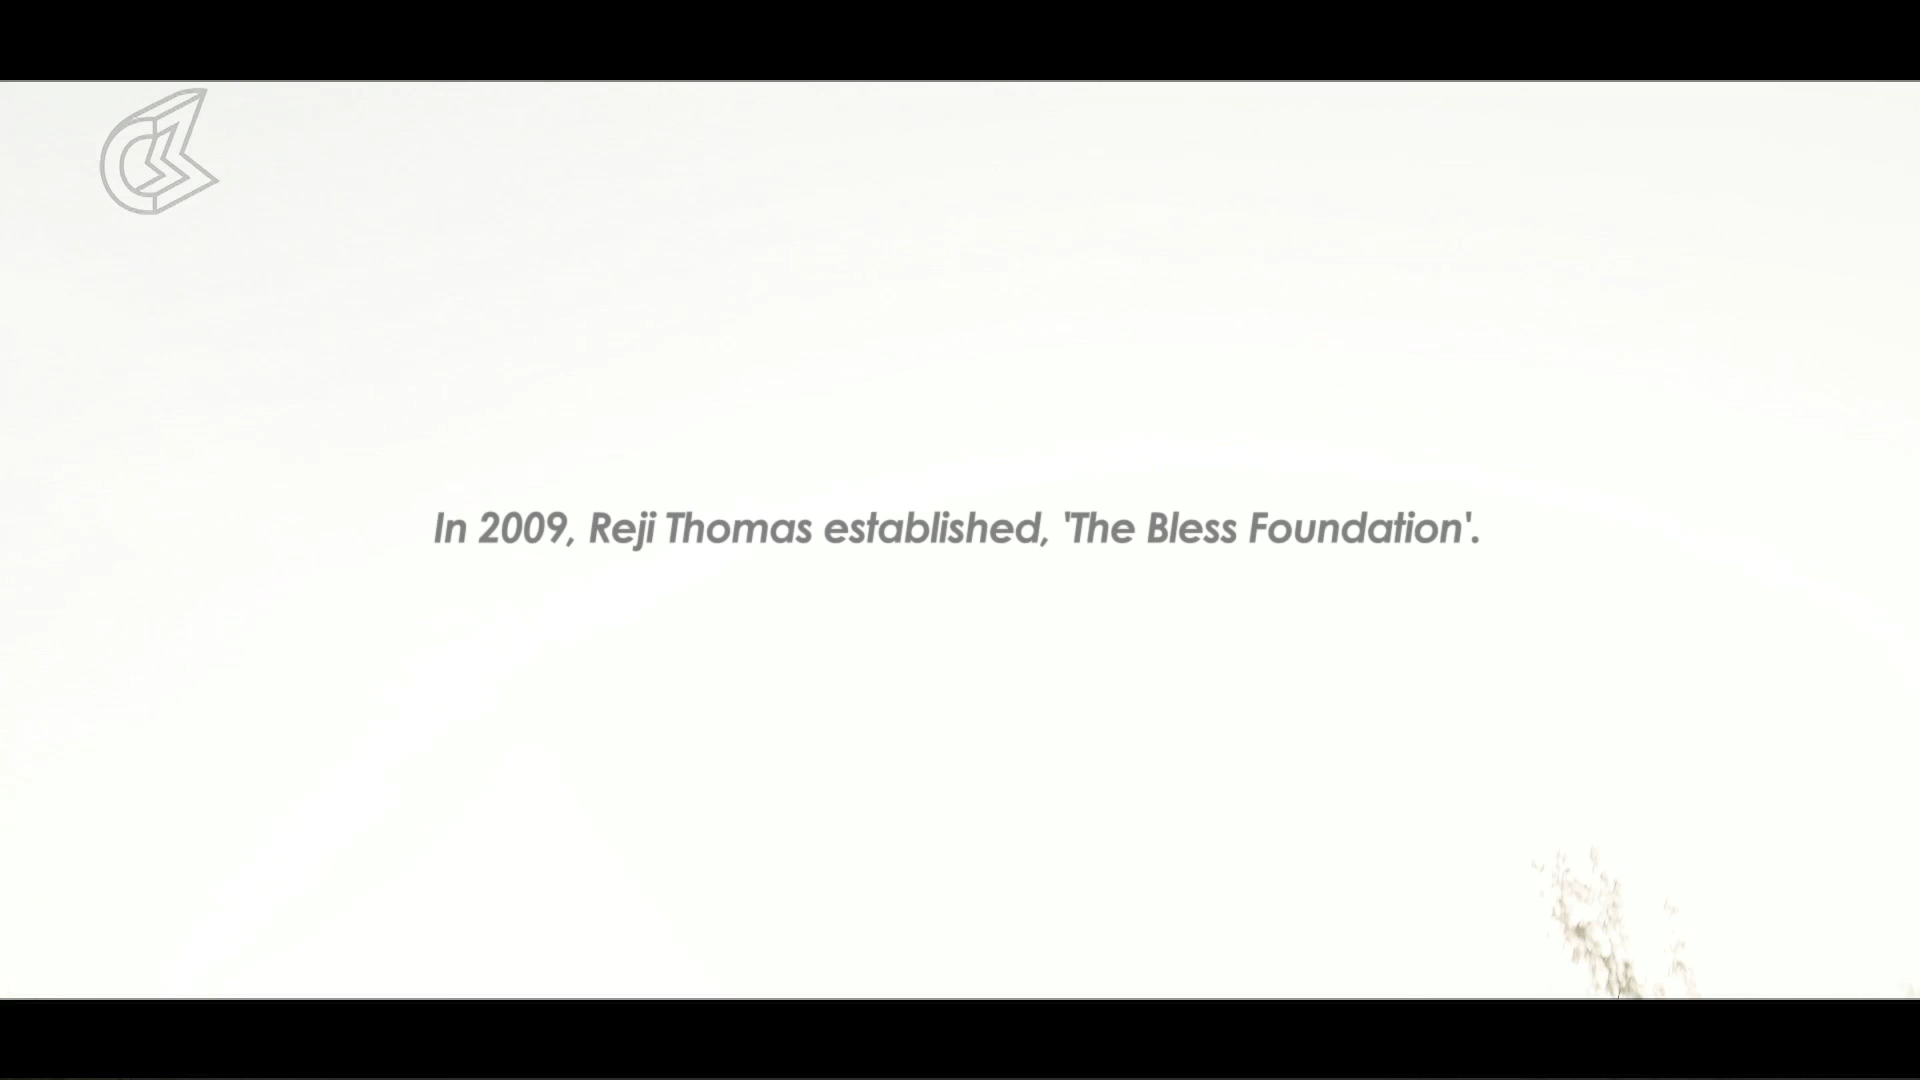 In 2009, Reji Thomas established, 'The Bless Foundation'.